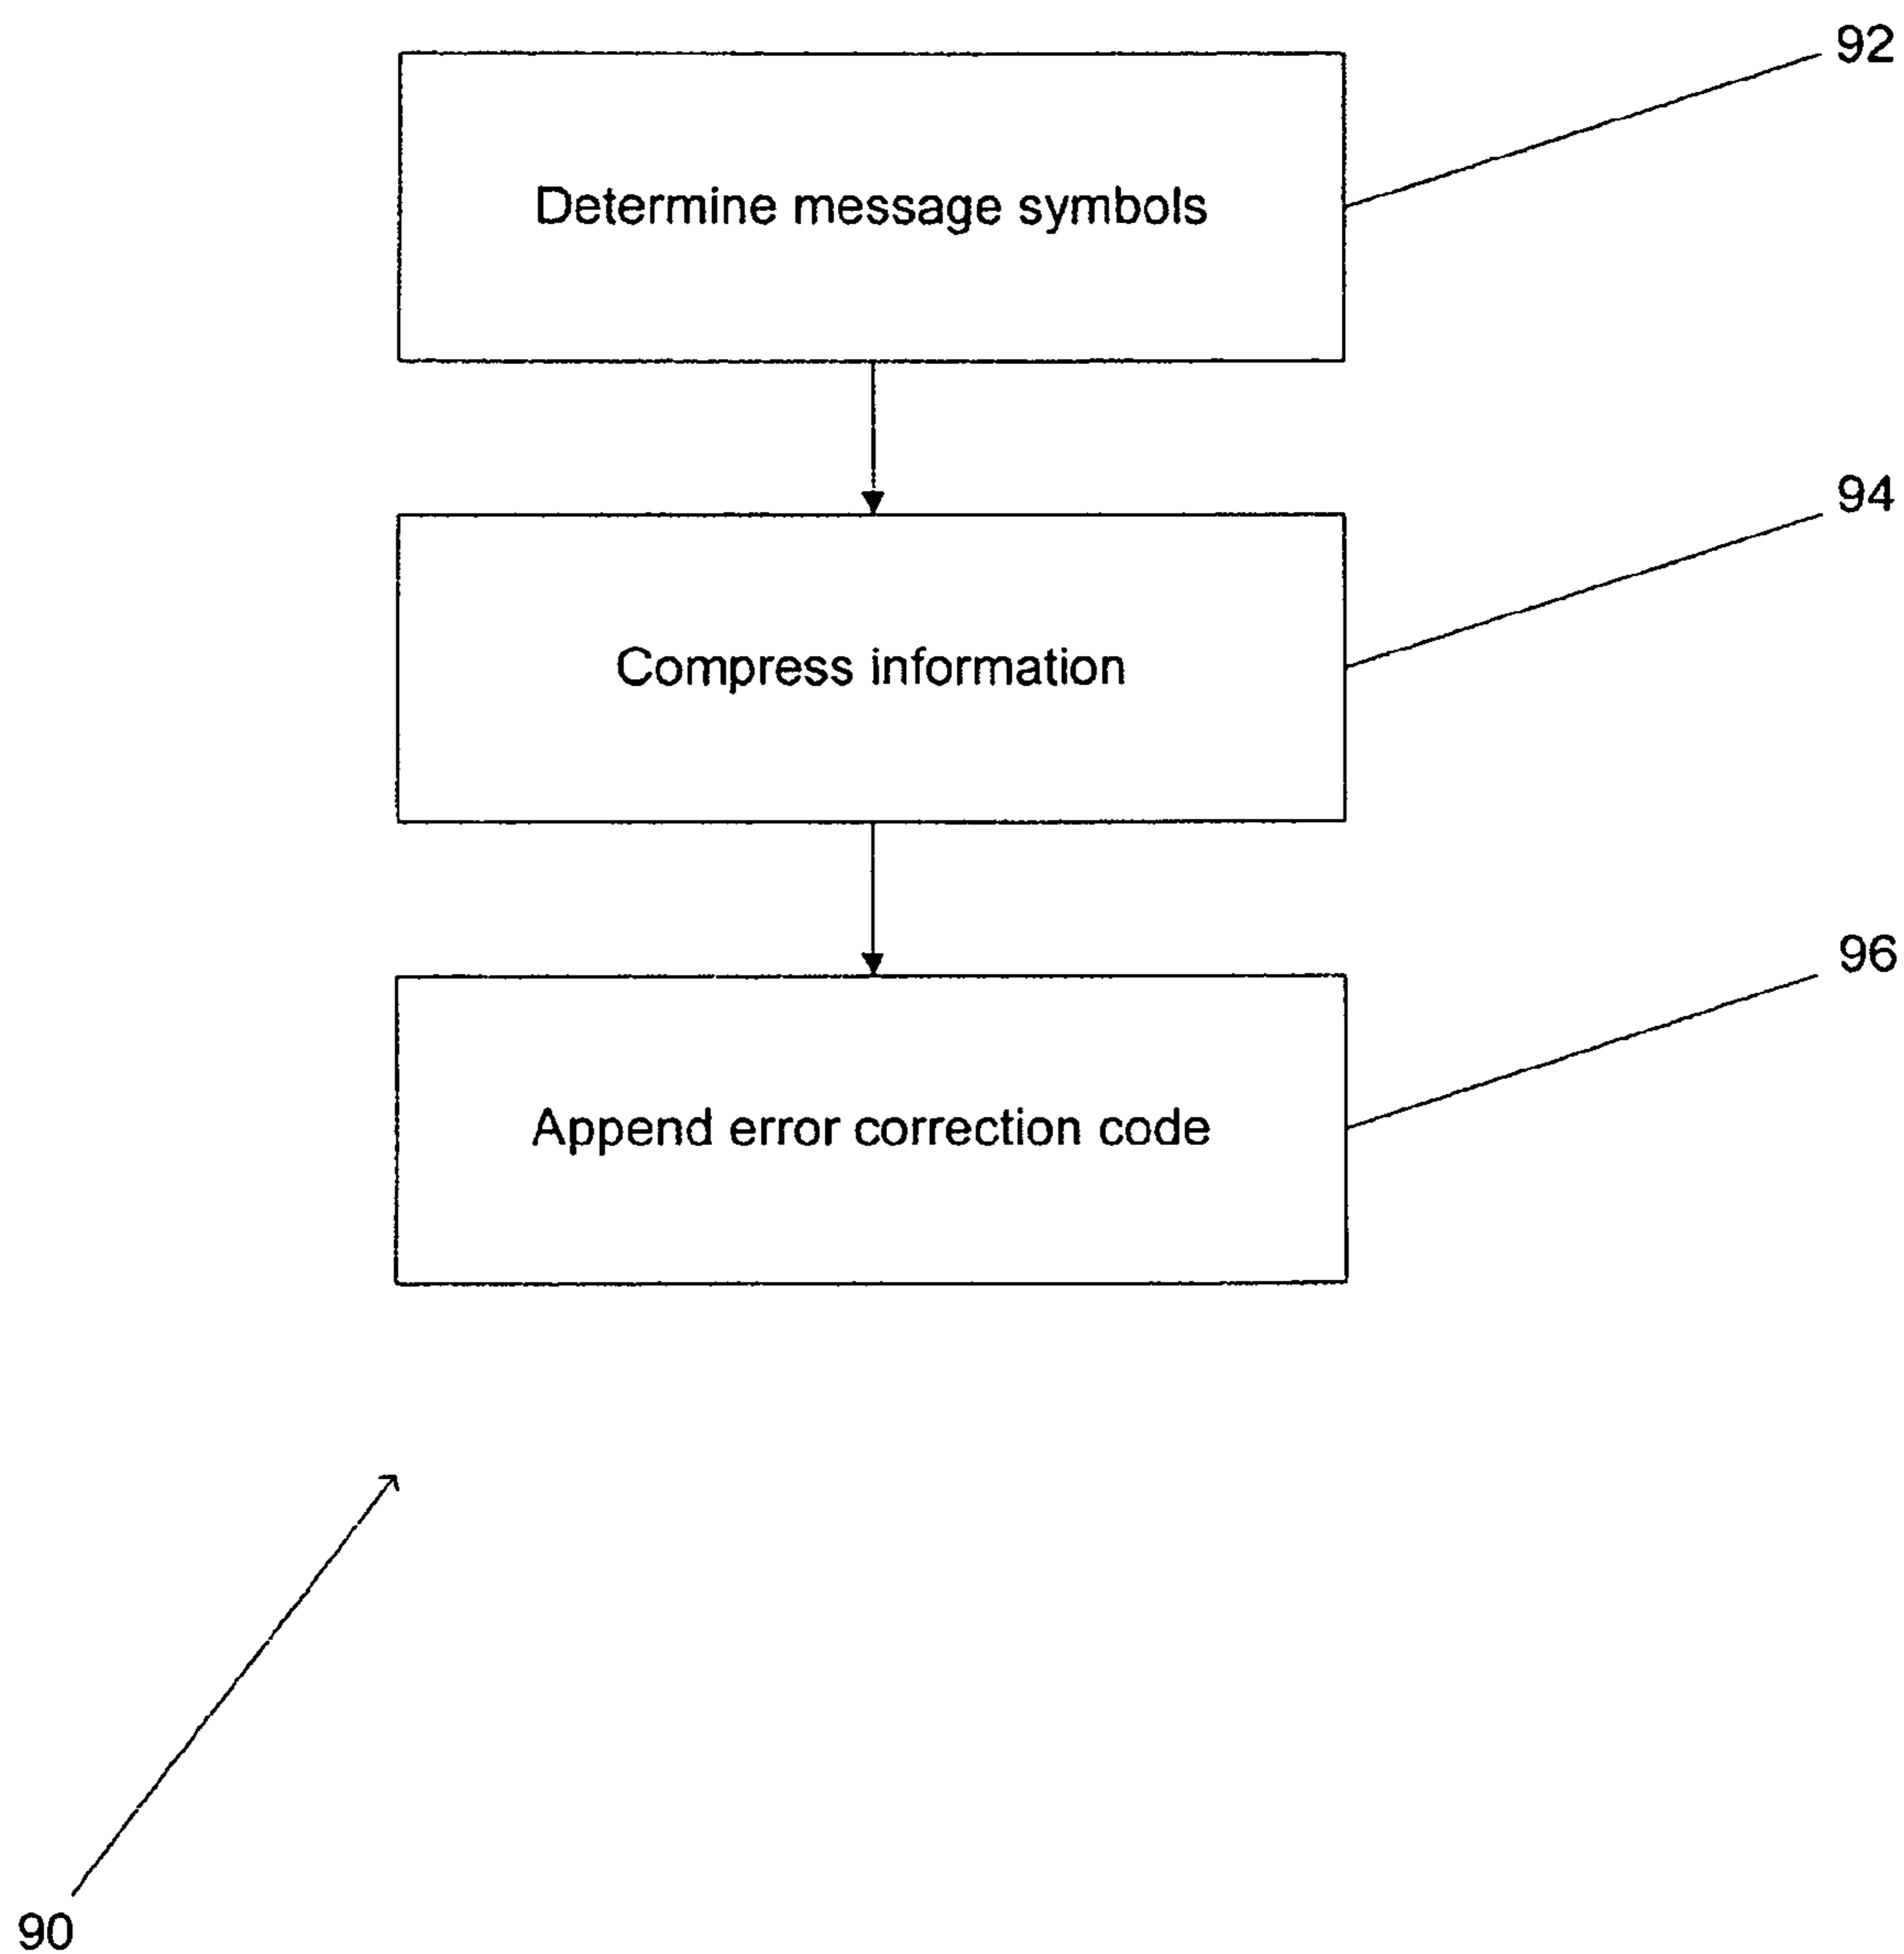 92
Determine message symbols
94
Compress information
96
Append error correction code
90